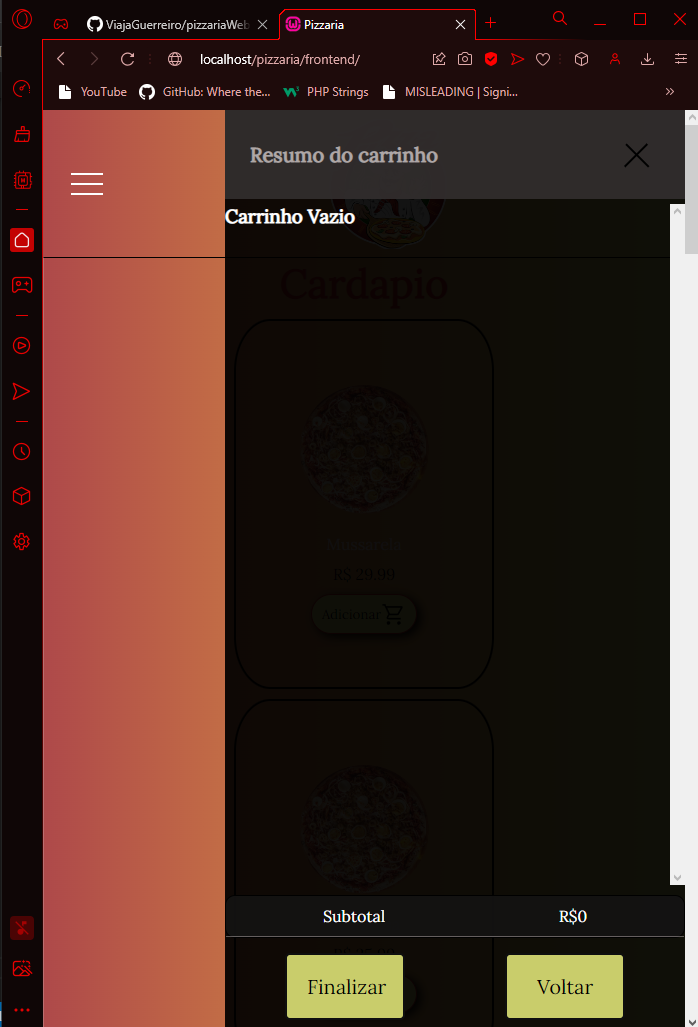 ViajaGuerreiro/pizzariaWeb
Pizzaria
localhost/pizzaria/frontend/
YouTube
GitHub: Where the...
PHP Strings
MISLEADING | Signi...
Resumo do carrinho
Carrinho Vazio
Cardapio
R$ 29.99
Adicionar
Subtotal
R$0
Finalizar
Voltar